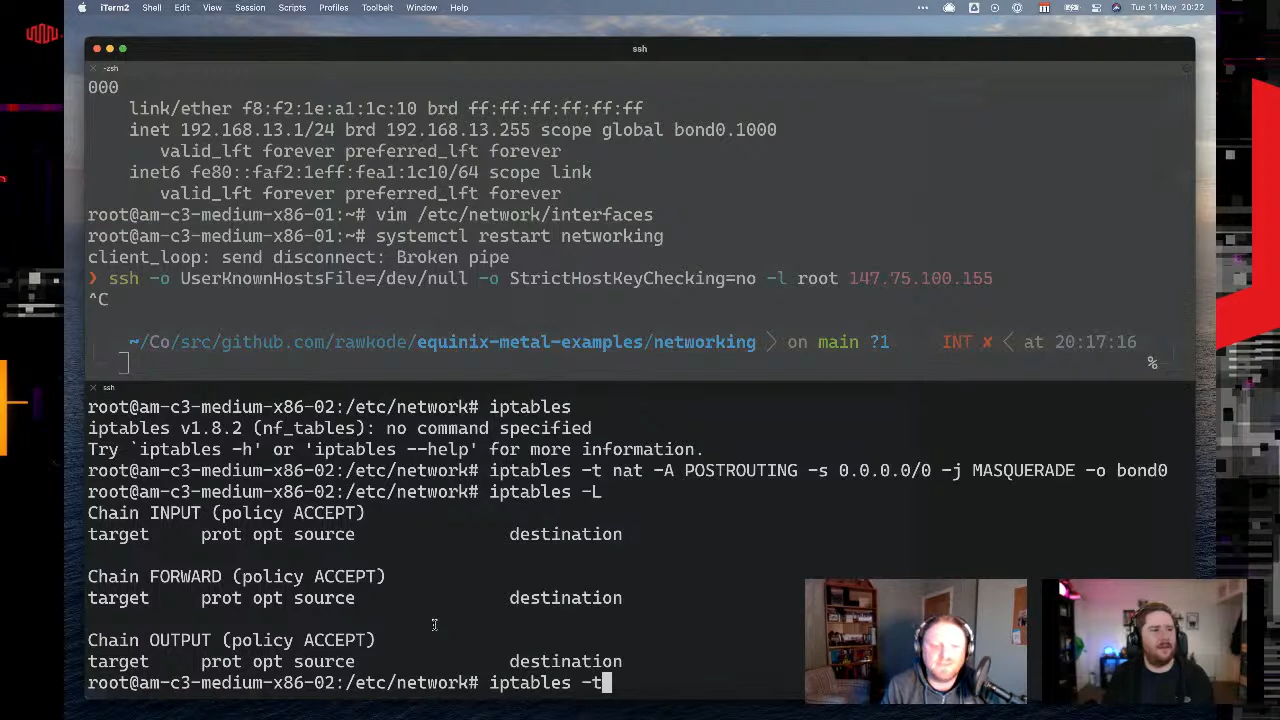 iTerm2 Shell Edit View Session Scripts Profiles Toolbelt Window Help
Tue 11 May 20:22
ssh
-zsh
000
link/ether f8:f2:1e:a1:1c:10 brd ff:ff:ff:ff:ff:ff
inet 192.168.13.1/24 brd 192.168.13.255 scope global bond0.1000
valid_lft forever preferred_lft forever
inet6 fe80::faf2:1eff:fea1:1c10/64 scope link
valid_lft forever preferred_lft forever
root@am-c3-medium-x86-01:~# vim /etc/network/interfaces
root@am-c3-medium-x86-01:~# systemctl restart networking
client_loop: send disconnect: Broken pipe
❯ ssh -o UserKnownHostsFile=/dev/null -o StrictHostKeyChecking=no -l root 147.75.100.155
^C
~/Co/src/github.com/rawkode/equinix-metal-examples/networking on main ?1 INT ✘ at 20:17:16
%
ssh
root@am-c3-medium-x86-02:/etc/network# iptables
iptables v1.8.2 (nf_tables): no command specified
Try `iptables -h' or 'iptables --help' for more information.
root@am-c3-medium-x86-02:/etc/network# iptables -t nat -A POSTROUTING -s 0.0.0.0/0 -j MASQUERADE -o bond0
root@am-c3-medium-x86-02:/etc/network# iptables -L
Chain INPUT (policy ACCEPT)
target prot opt source destination
Chain FORWARD (policy ACCEPT)
target prot opt source destination
Chain OUTPUT (policy ACCEPT)
target prot opt source destination
root@am-c3-medium-x86-02:/etc/network# iptables -t